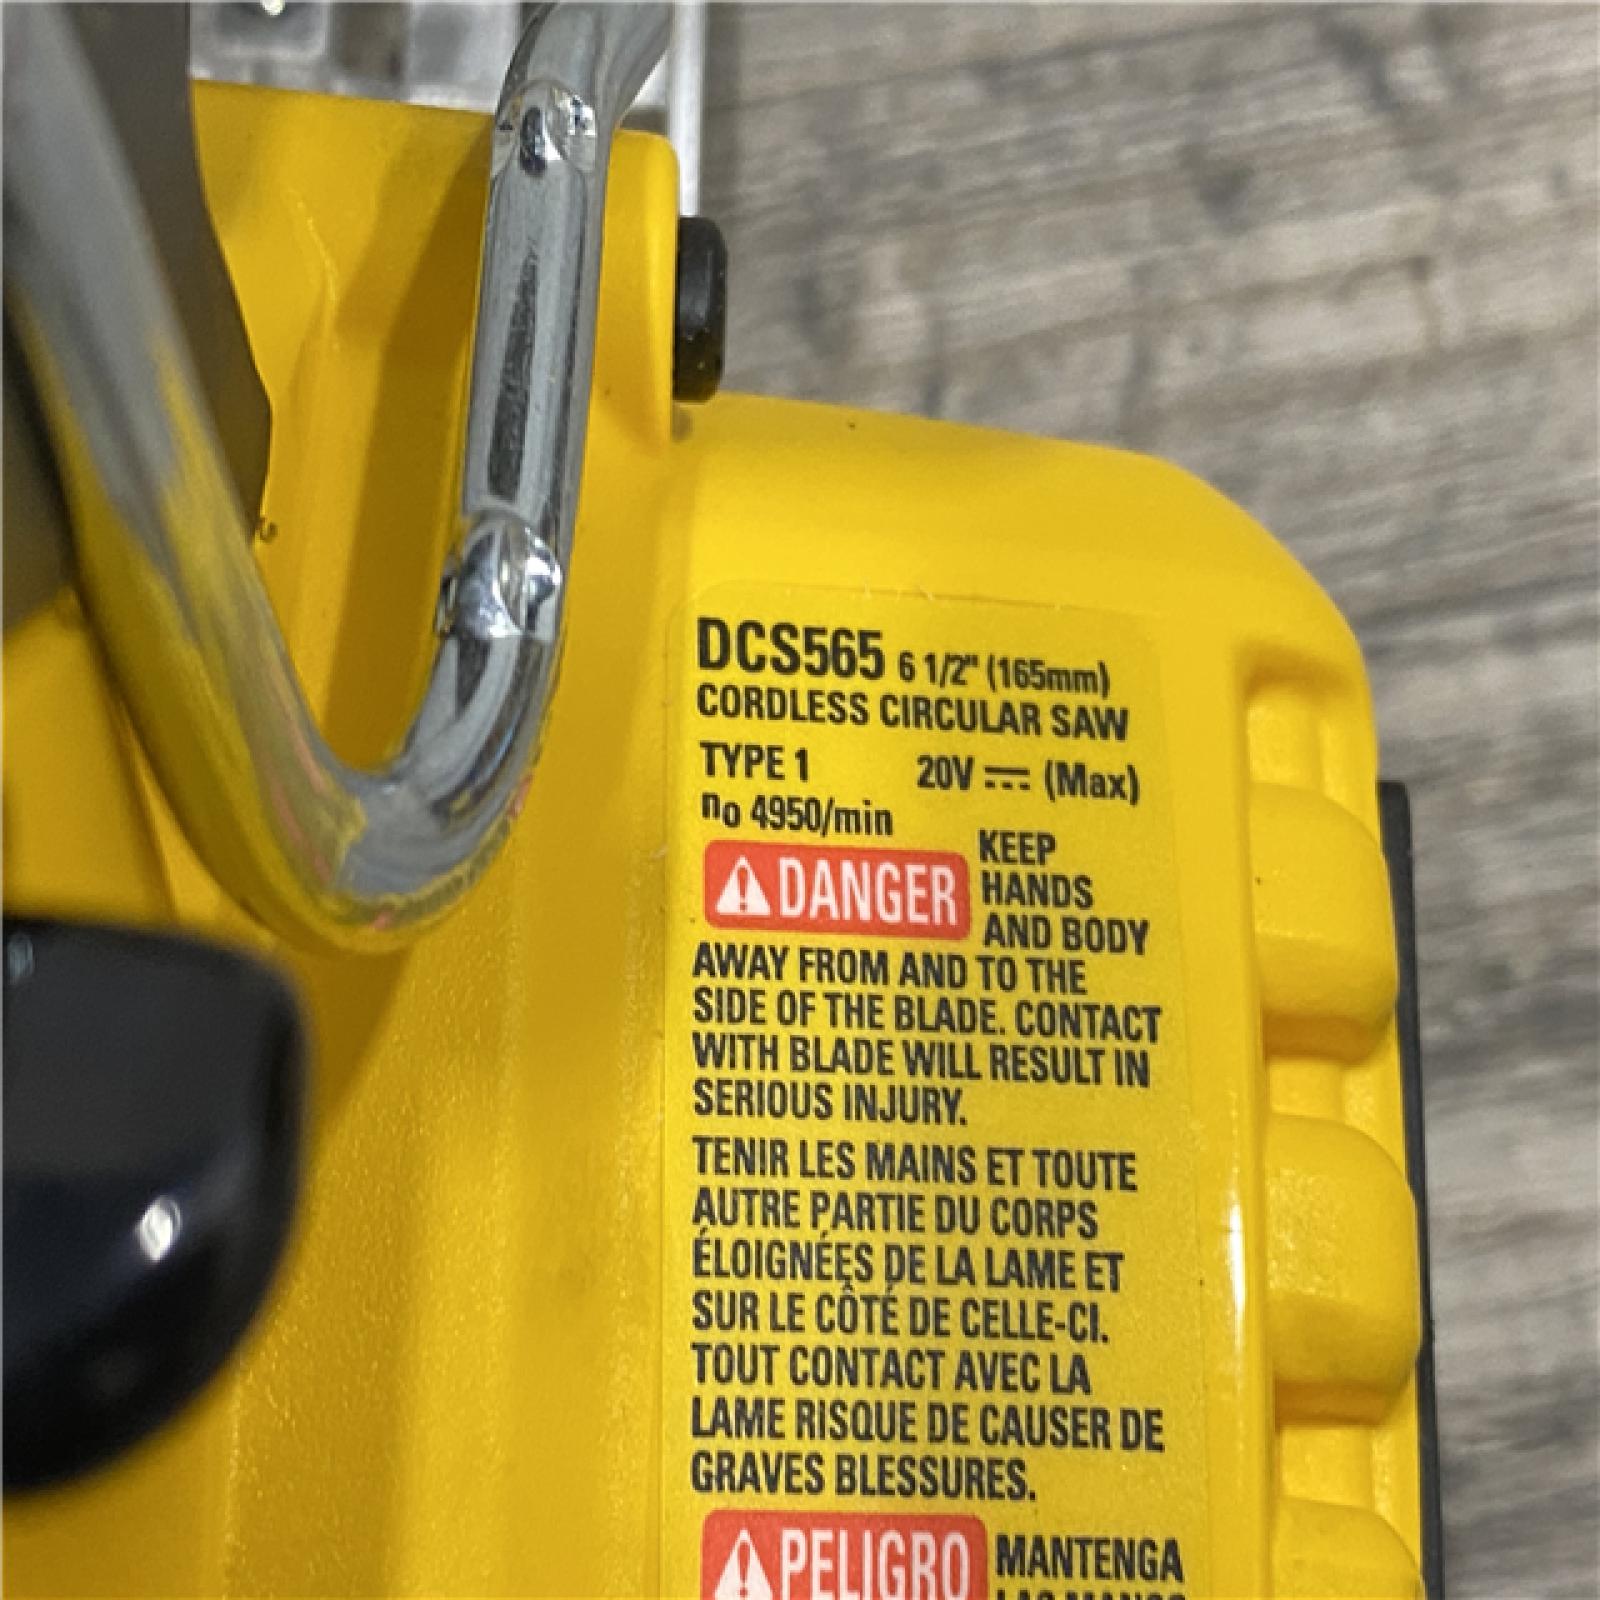 DCS565 6 1/2" (165mm)
CORDLESS CIRCULAR SAW
TYPE 1 20V ⎓ (Max)
no 4950/min
DANGER KEEP
HANDS
AND BODY
AWAY FROM AND TO THE
SIDE OF THE BLADE. CONTACT
WITH BLADE WILL RESULT IN
SERIOUS INJURY.
TENIR LES MAINS ET TOUTE
AUTRE PARTIE DU CORPS
ÉLOIGNÉES DE LA LAME ET
SUR LE CÔTÉ DE CELLE-CI.
TOUT CONTACT AVEC LA
LAME RISQUE DE CAUSER DE
GRAVES BLESSURES.
PELIGRO MANTENGA
LAS MANOS